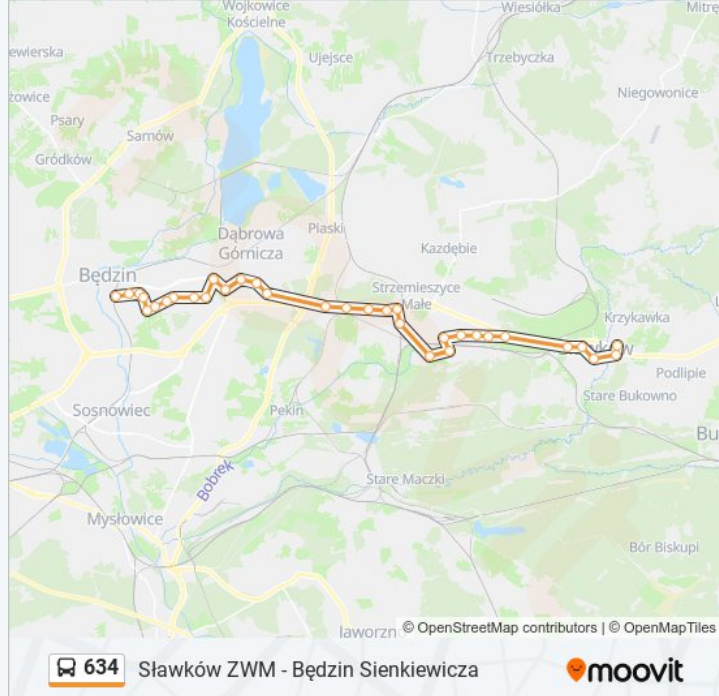 Wojkowice
Kościelne
Wiesiółka
Mitrę
ewierska
Ujejsce
Trzebyczka
żowice
Niegowonice
Psary
Sarnów
Gródków
Dąbrowa
Górnicza
Piaski
Kazdębie
Będzin
Strzemieszyce
Małe
Krzykawka
ków
Podlipie
Stare Bukowno
Sosnowiec
Pekin
Bu
Bobrek
Stare Maczki
Mysłowice
Bór Biskupi
Jaworzn
© OpenStreetMap contributors | © OpenMapTiles
634 Sławków ZWM - Będzin Sienkiewicza
moovit